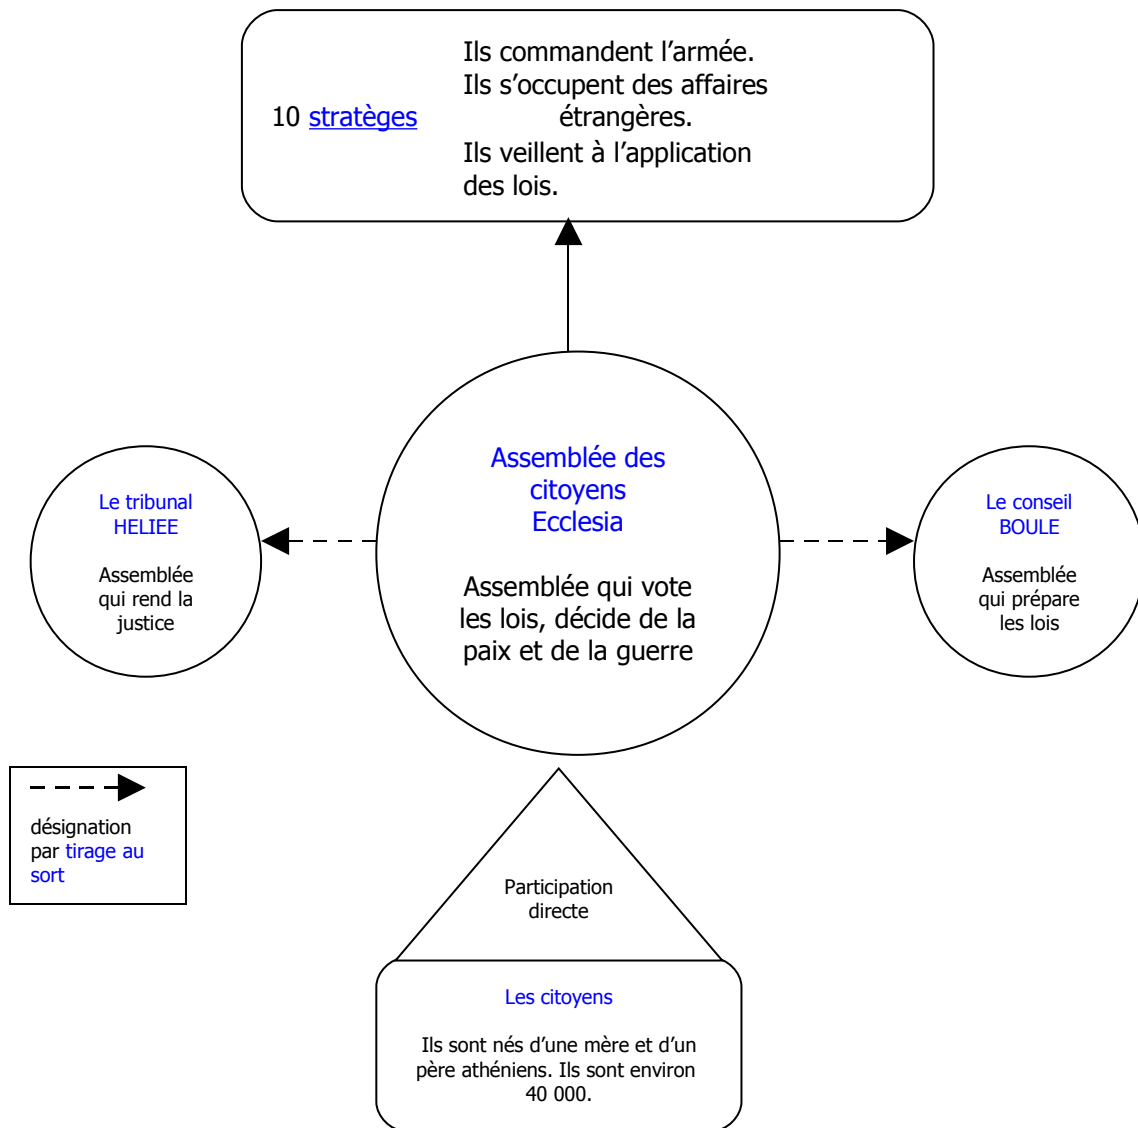 Ils commandent l’armée.
Ils s’occupent des affaires
étrangères.
10 stratèges
Ils veillent à l’application
des lois.
Assemblée des
citoyens
Ecclesia
Assemblée qui vote
les lois, décide de la
paix et de la guerre
Le tribunal
HELIEE
Assemblée
qui rend la
justice
Le conseil
BOULE
Assemblée
qui prépare
les lois
désignation
par tirage au
sort
Participation
directe
Les citoyens
Ils sont nés d’une mère et d’un
père athéniens. Ils sont environ
40 000.